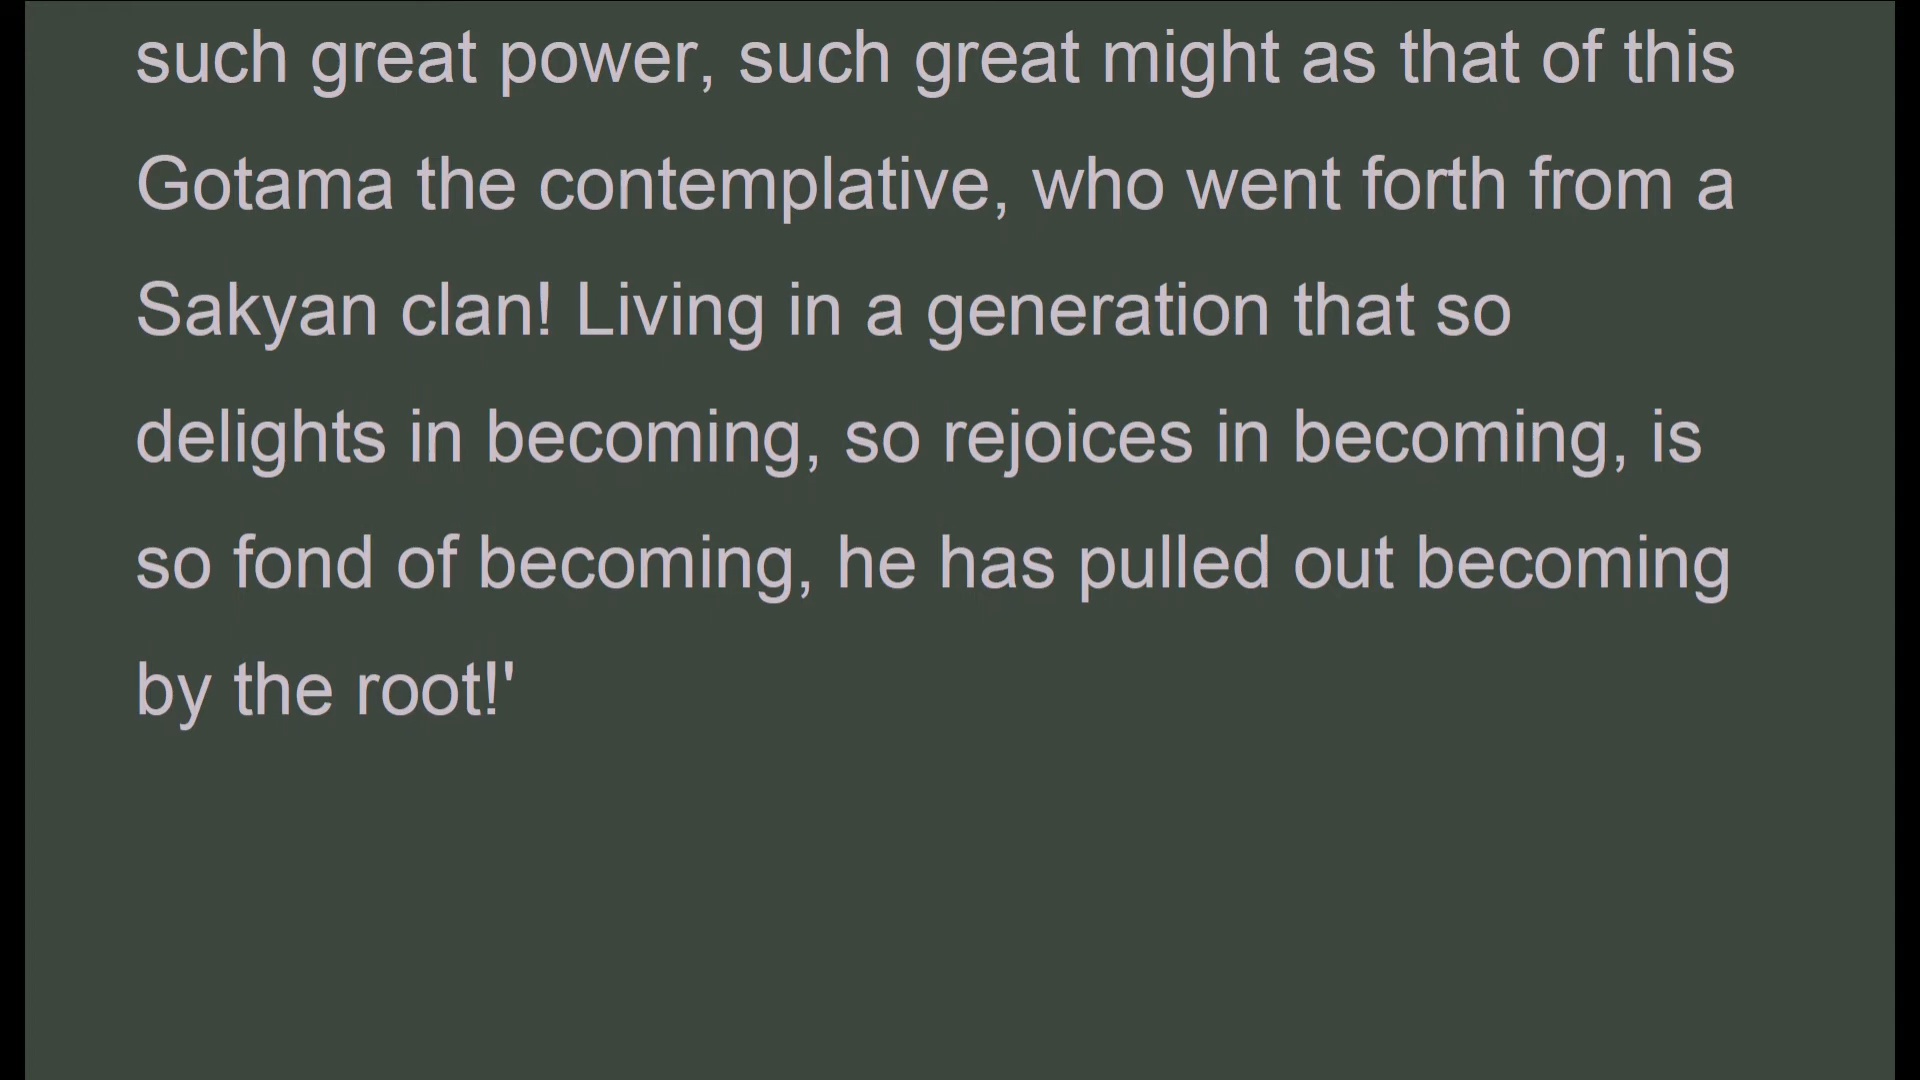 such great power, such great might as that of this
Gotama the contemplative, who went forth from a
Sakyan clan! Living in a generation that so
delights in becoming, so rejoices in becoming, is
so fond of becoming, he has pulled out becoming
by the root!'